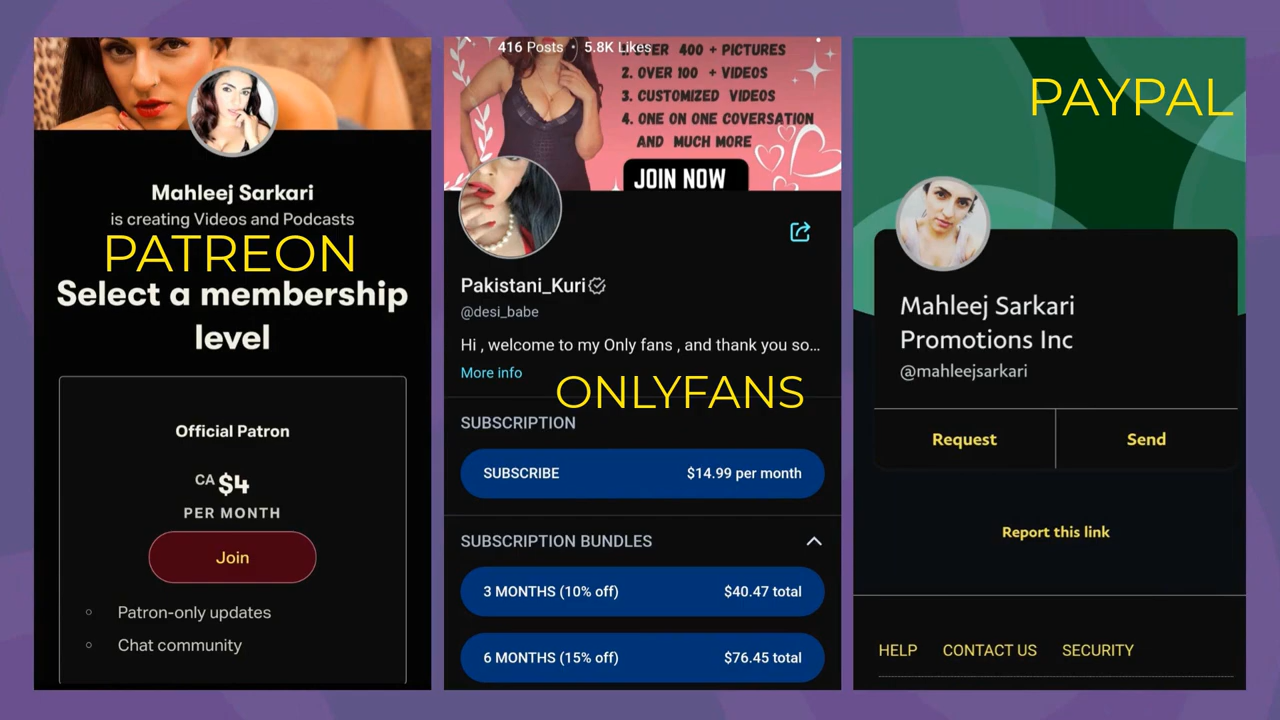 Mahleej Sarkari
is creating Videos and Podcasts
PATREON
Select a membership
level
Official Patron
CA $4
PER MONTH
Join
Patron-only updates
Chat community
416 Posts • 5.8K Likes
1. OVER 400 + PICTURES
2. OVER 100 + VIDEOS
3. CUSTOMIZED VIDEOS
4. ONE ON ONE COVERSATION
AND MUCH MORE
JOIN NOW
Pakistani_Kuri
@desi_babe
Hi , welcome to my Only fans , and thank you so...
More info
ONLYFANS
SUBSCRIPTION
SUBSCRIBE $14.99 per month
SUBSCRIPTION BUNDLES
3 MONTHS (10% off) $40.47 total
6 MONTHS (15% off) $76.45 total
PAYPAL
Mahleej Sarkari
Promotions Inc
@mahleejsarkari
Request Send
Report this link
HELP CONTACT US SECURITY